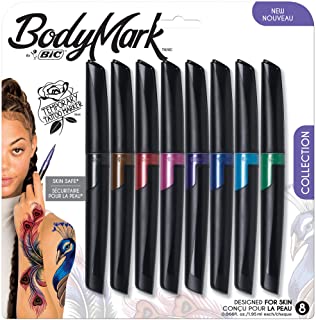 BodyMark
BY BIC
NEW
NOUVEAU
TEMPORARY
TATTOO MARKER
SKIN SAFE*
SÉCURITAIRE
POUR LA PEAU*
COLLECTION
DESIGNED FOR SKIN
CONÇU POUR LA PEAU
8